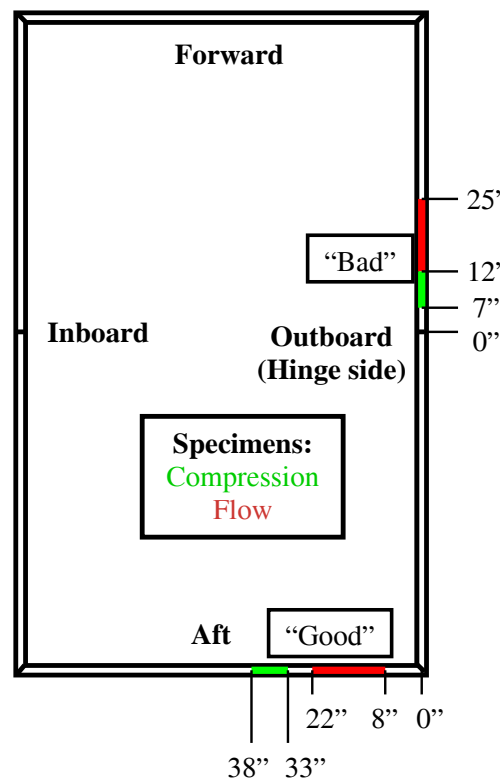 Forward
25”
“Bad”
12”
7”
0”
Inboard
Outboard
(Hinge side)
Specimens:
Compression
Flow
Aft
“Good”
22”
8”
0”
38”
33”